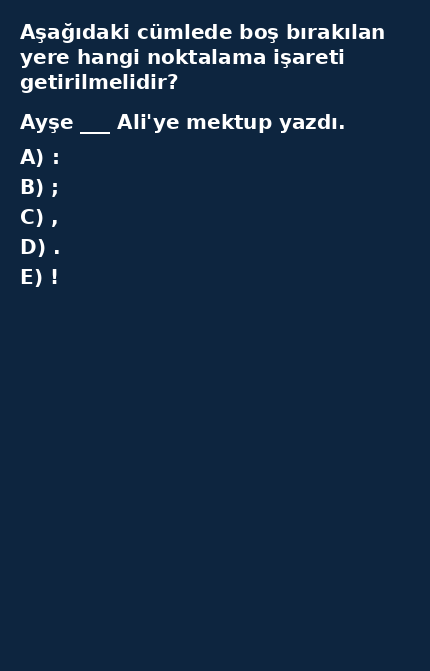 Aşağıdaki cümlede boş bırakılan
yere hangi noktalama işareti
getirilmelidir?
Ayşe ___ Ali'ye mektup yazdı.
A) :
B) ;
C) ,
D) .
E) !